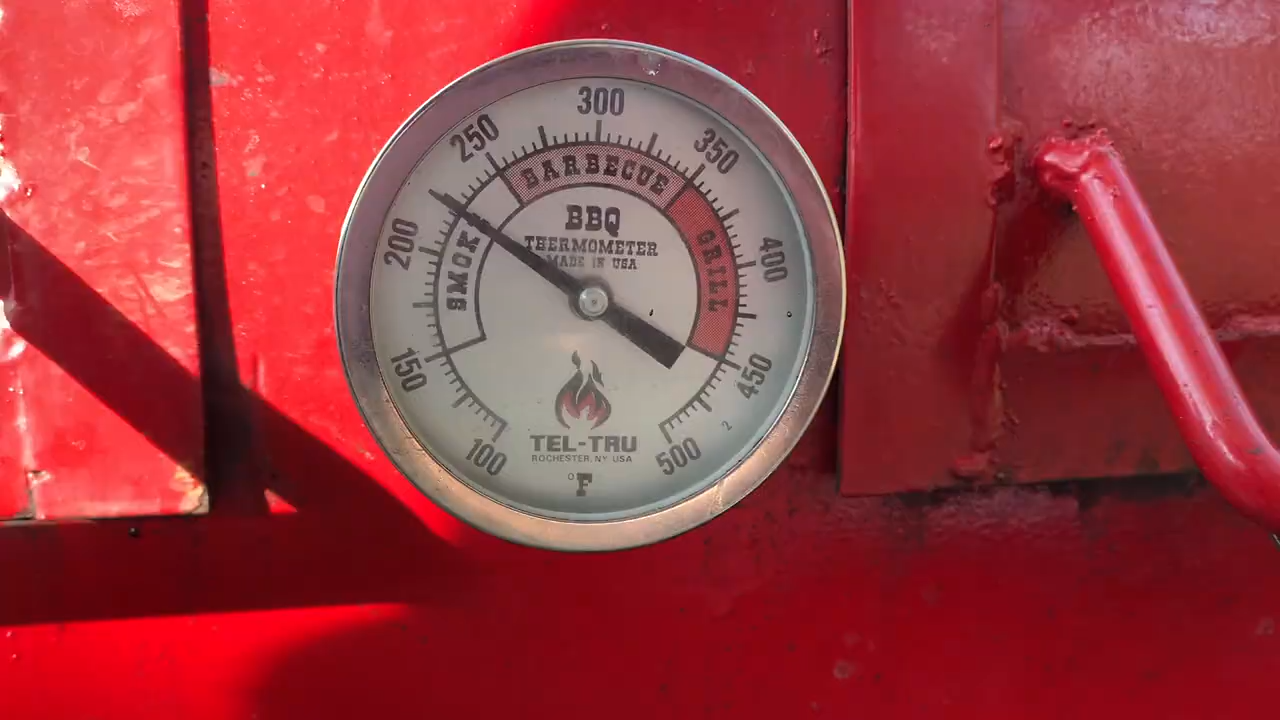 300
250
350
200
400
150
450
100
500
BARBECUE
SMOKE
GRILL
BBQ
THERMOMETER
MADE IN USA
TEL-TRU
ROCHESTER, NY USA
°F
2